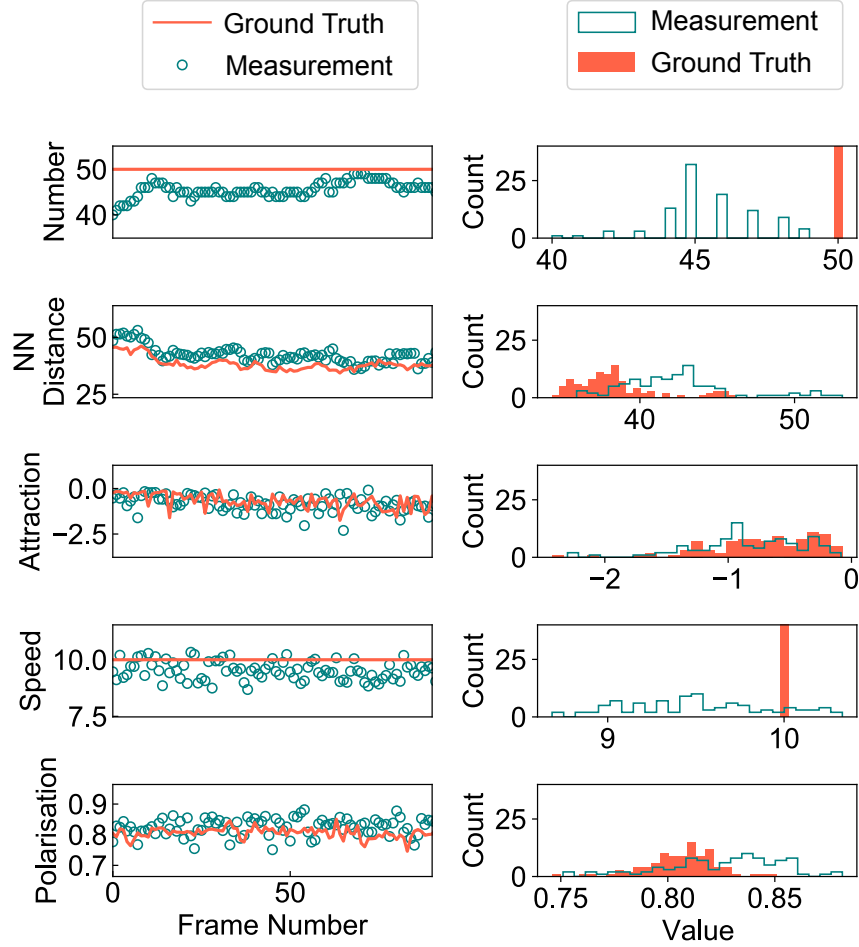 Ground Truth
Measurement
Measurement
Ground Truth
Number
50
40
Count
25
0
40
45
50
NN
Distance
50
25
Count
25
0
40
50
Attraction
0.0
−2.5
Count
25
0
−2
−1
0
Speed
10.0
7.5
Count
25
0
9
10
Polarisation
0.9
0.8
0.7
0
50
Frame Number
Count
25
0
0.75
0.80
0.85
Value